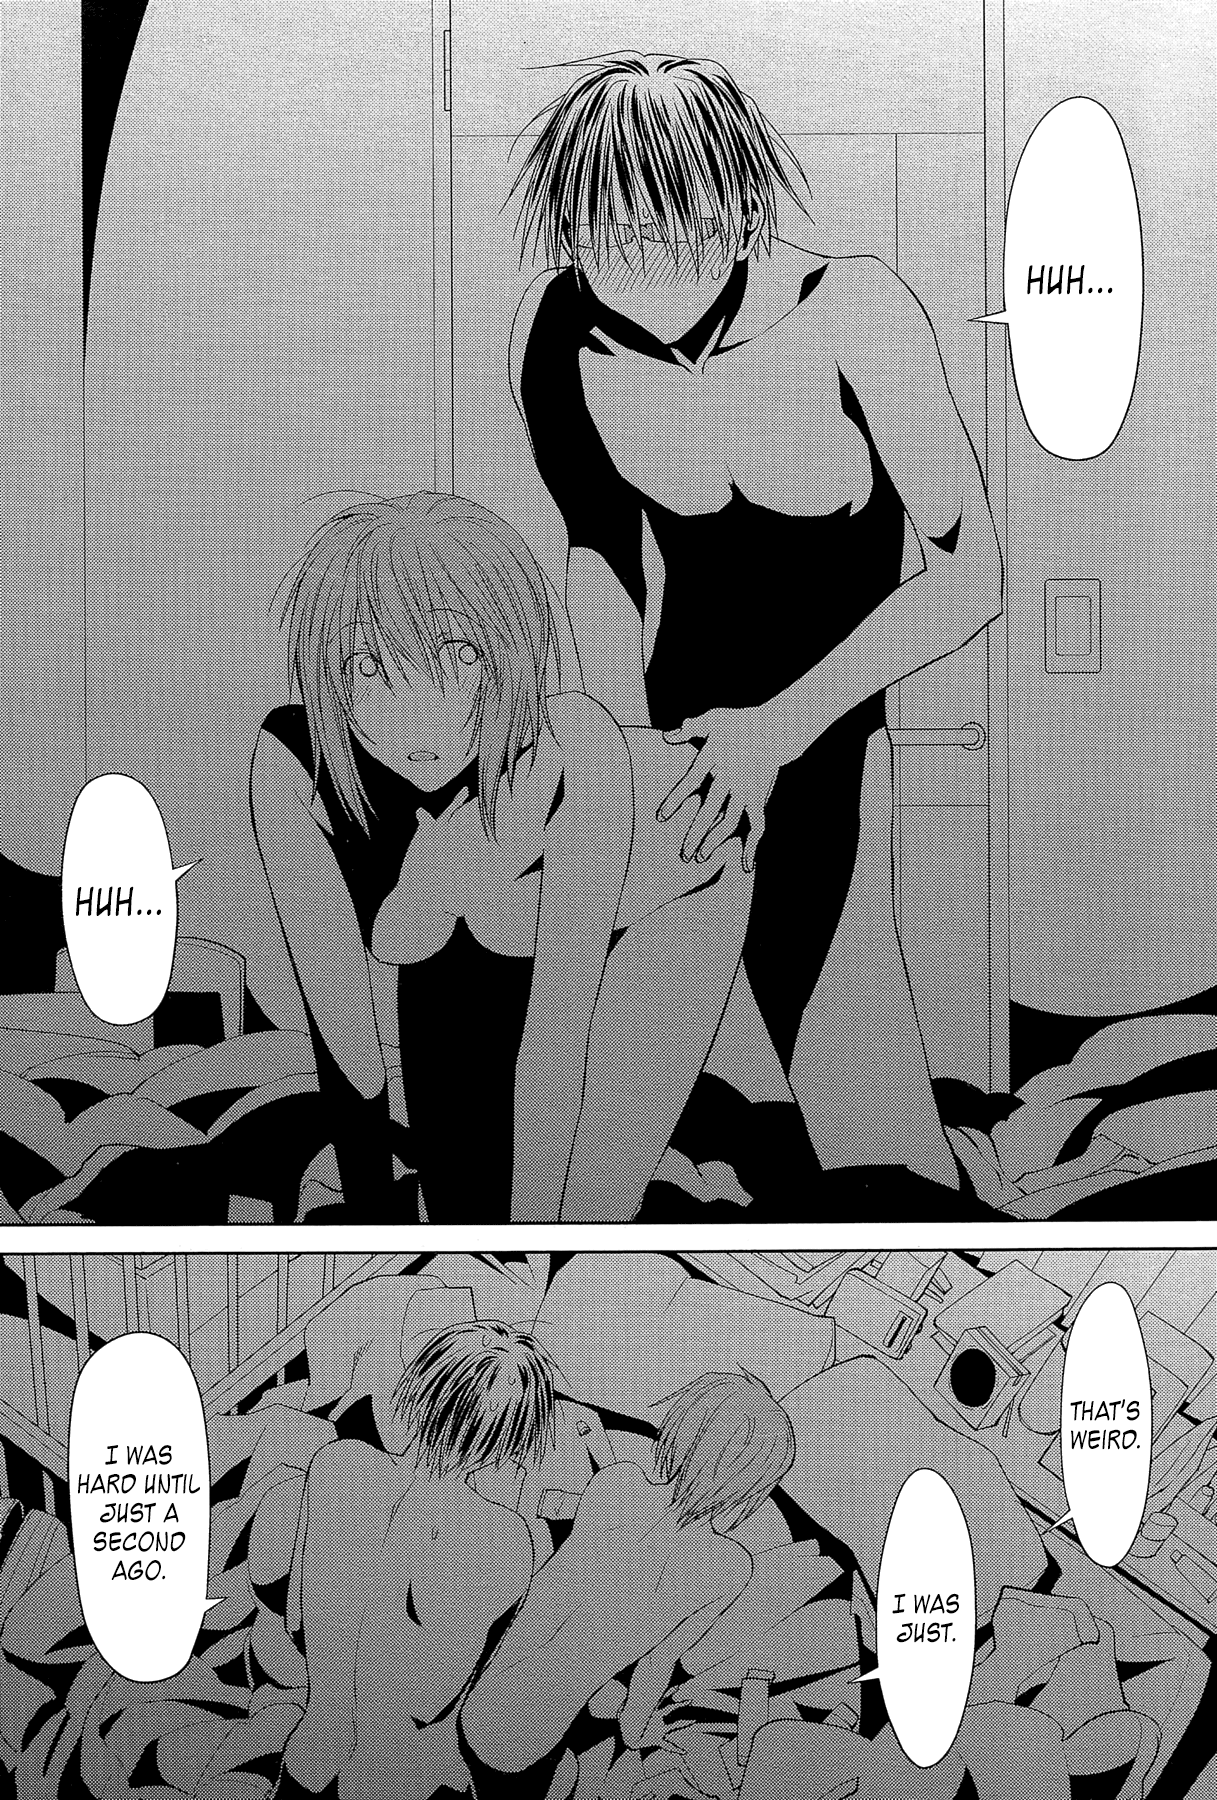 HUH...
HUH...
THAT'S
WEIRD.
I WAS
JUST.
I WAS
HARD UNTIL
JUST A
SECOND
AGO.